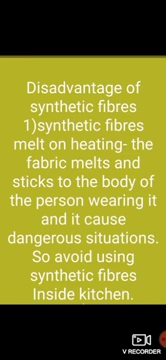 Disadvantage of
synthetic fibres
1)synthetic fibres
melt on heating- the
fabric melts and
sticks to the body of
the person wearing it
and it cause
dangerous situations.
So avoid using
synthetic fibres
Inside kitchen.
V RECORDER